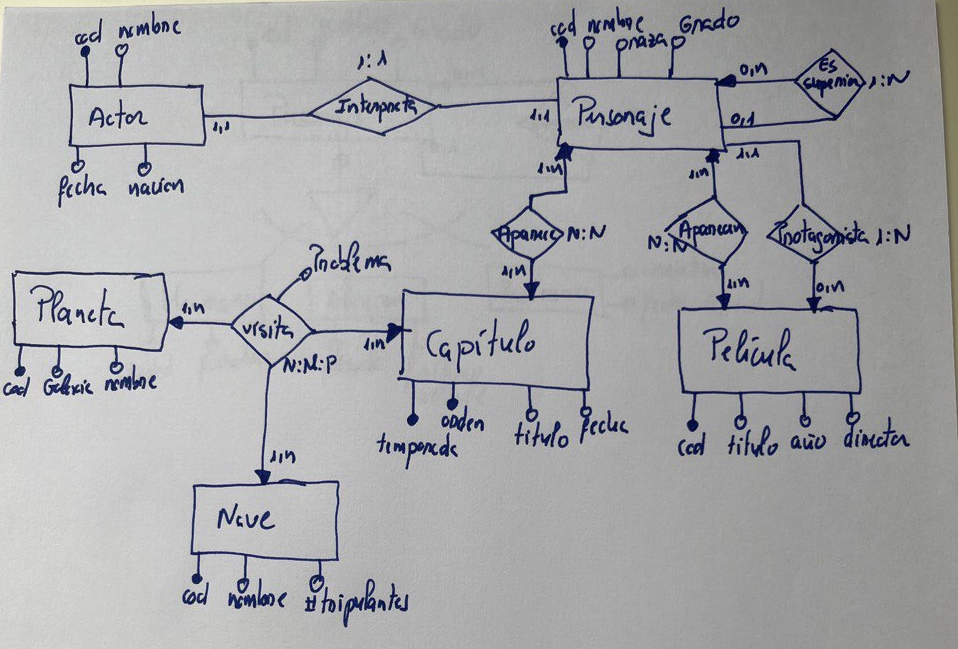 cod nombre
Actor
fecha nacion
1,1
1:1
Interpreta
1,1
cod nombre raza Grado
Personaje
0,n
Es superior
1:N
0,1
1,1
1,n
Aparece N:N
1,n
1,n
Aparecen
N:N
1,n
Protagonista 1:N
0,n
Planeta
cod Galaxia nombre
1,n
Problema
visita
N:M:P
1,n
Capítulo
temporada orden titulo fecha
Película
cod titulo año director
1,n
Nave
cod nombre #tripulantes